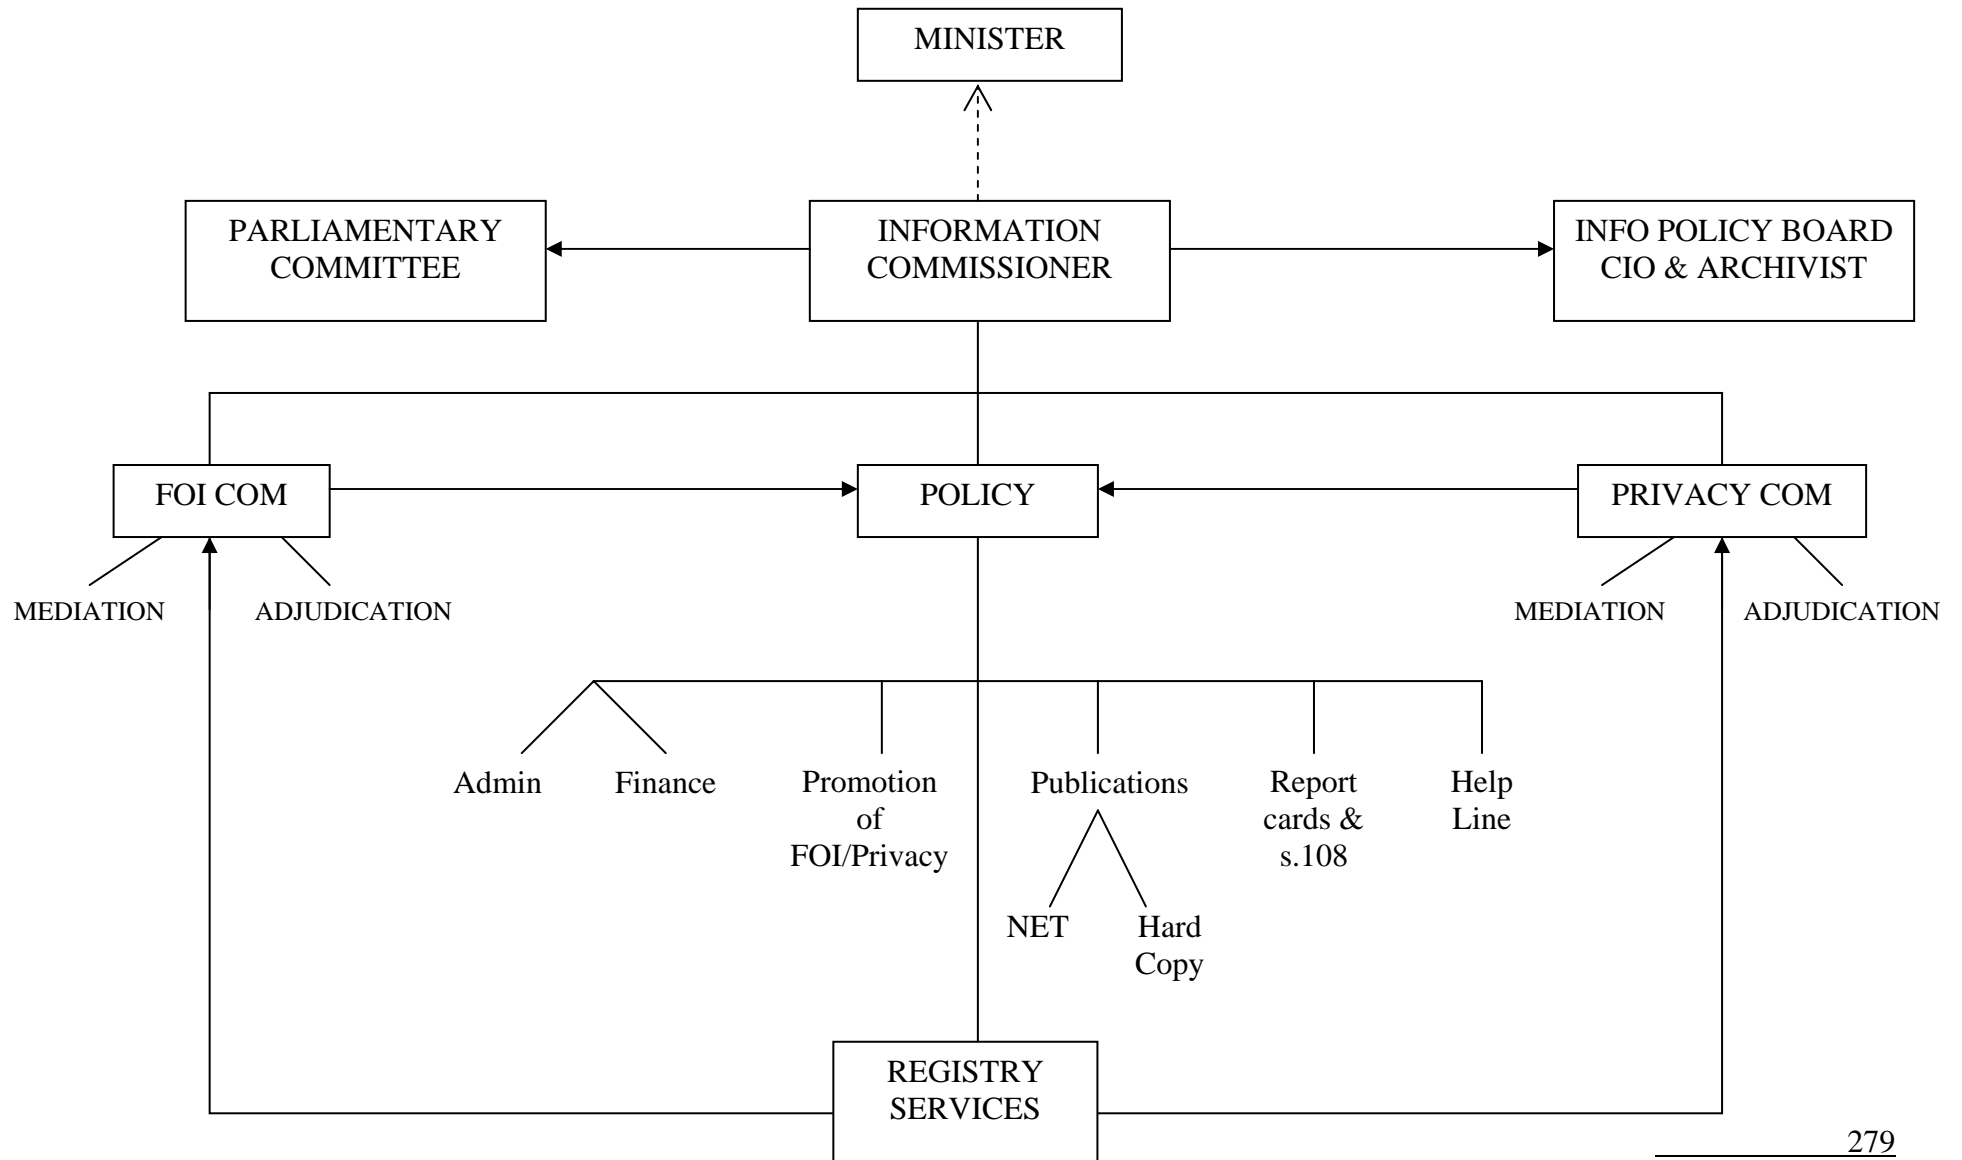 MINISTER
PARLIAMENTARY
COMMITTEE
INFORMATION
COMMISSIONER
INFO POLICY BOARD
CIO & ARCHIVIST
FOI COM
POLICY
PRIVACY COM
MEDIATION
ADJUDICATION
MEDIATION
ADJUDICATION
Admin
Finance
Promotion
of
FOI/Privacy
Publications
Report
cards &
s.108
Help
Line
NET
Hard
Copy
REGISTRY
SERVICES
279